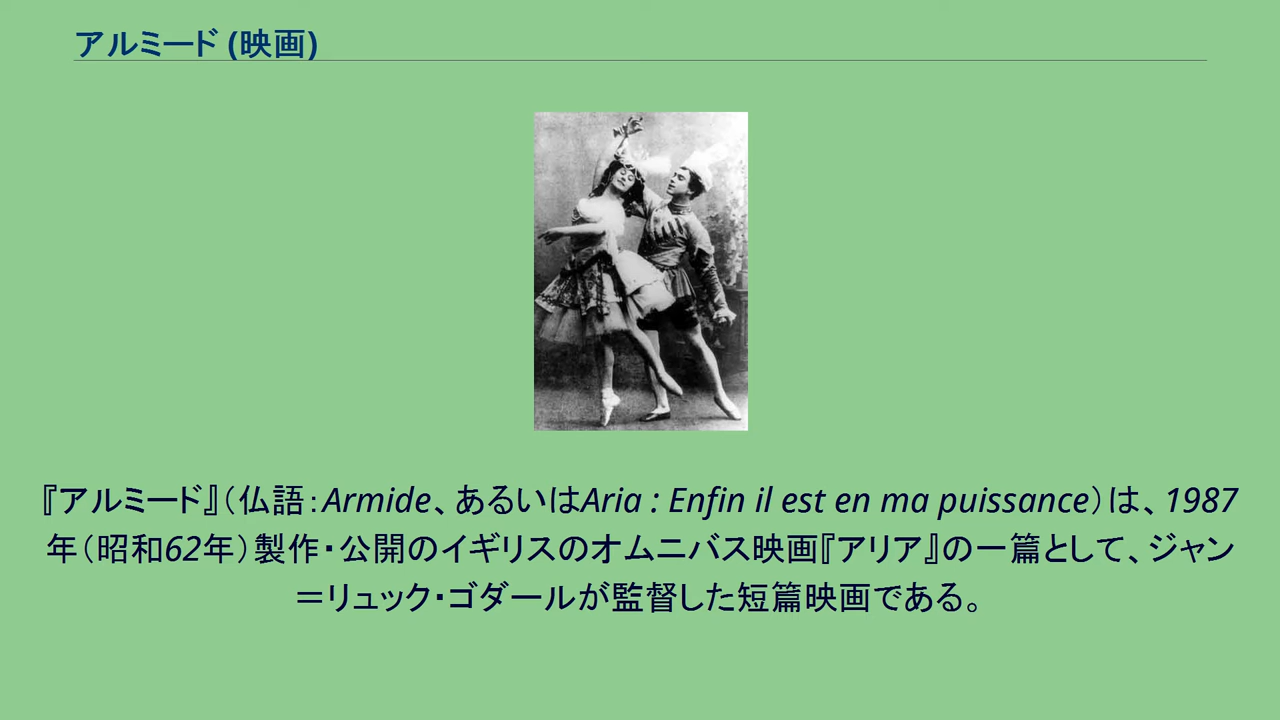 アルミード (映画)
『アルミード』（仏語：Armide、あるいはAria : Enfin il est en ma puissance）は、1987
年（昭和62年）製作・公開のイギリスのオムニバス映画『アリア』の一篇として、ジャン
＝リュック・ゴダールが監督した短篇映画である。